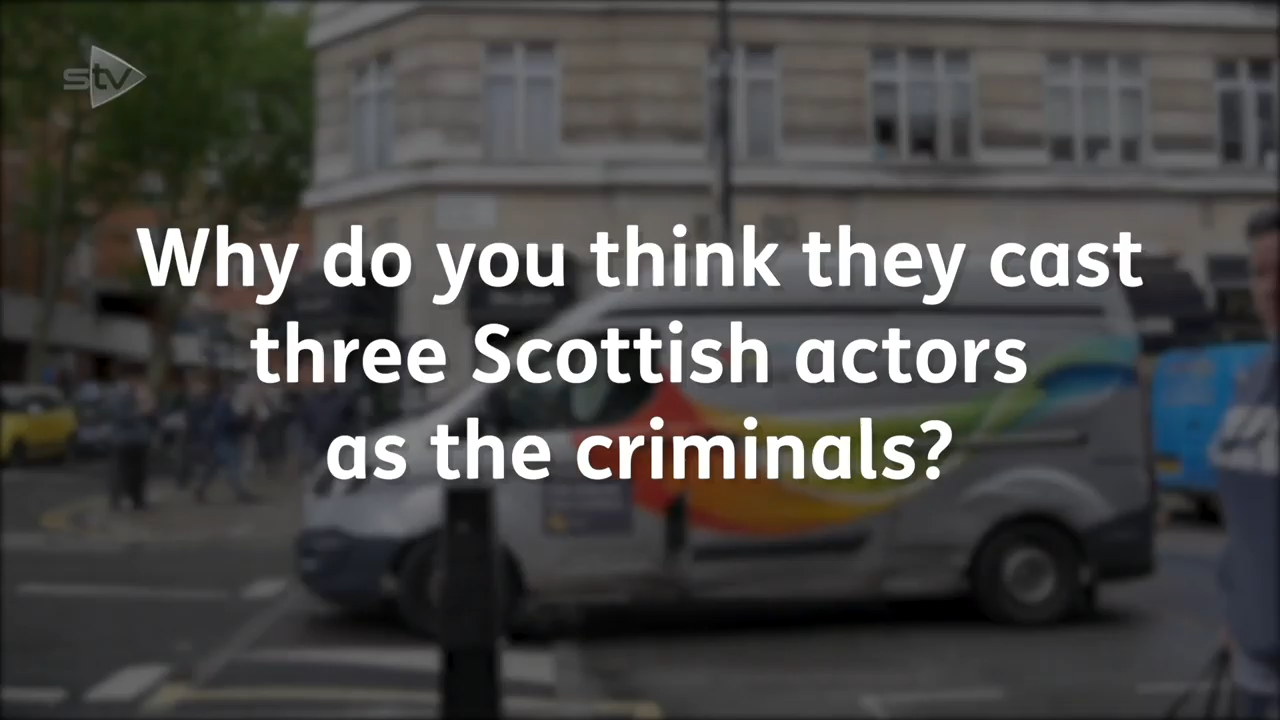 stv
Why do you think they cast
three Scottish actors
as the criminals?